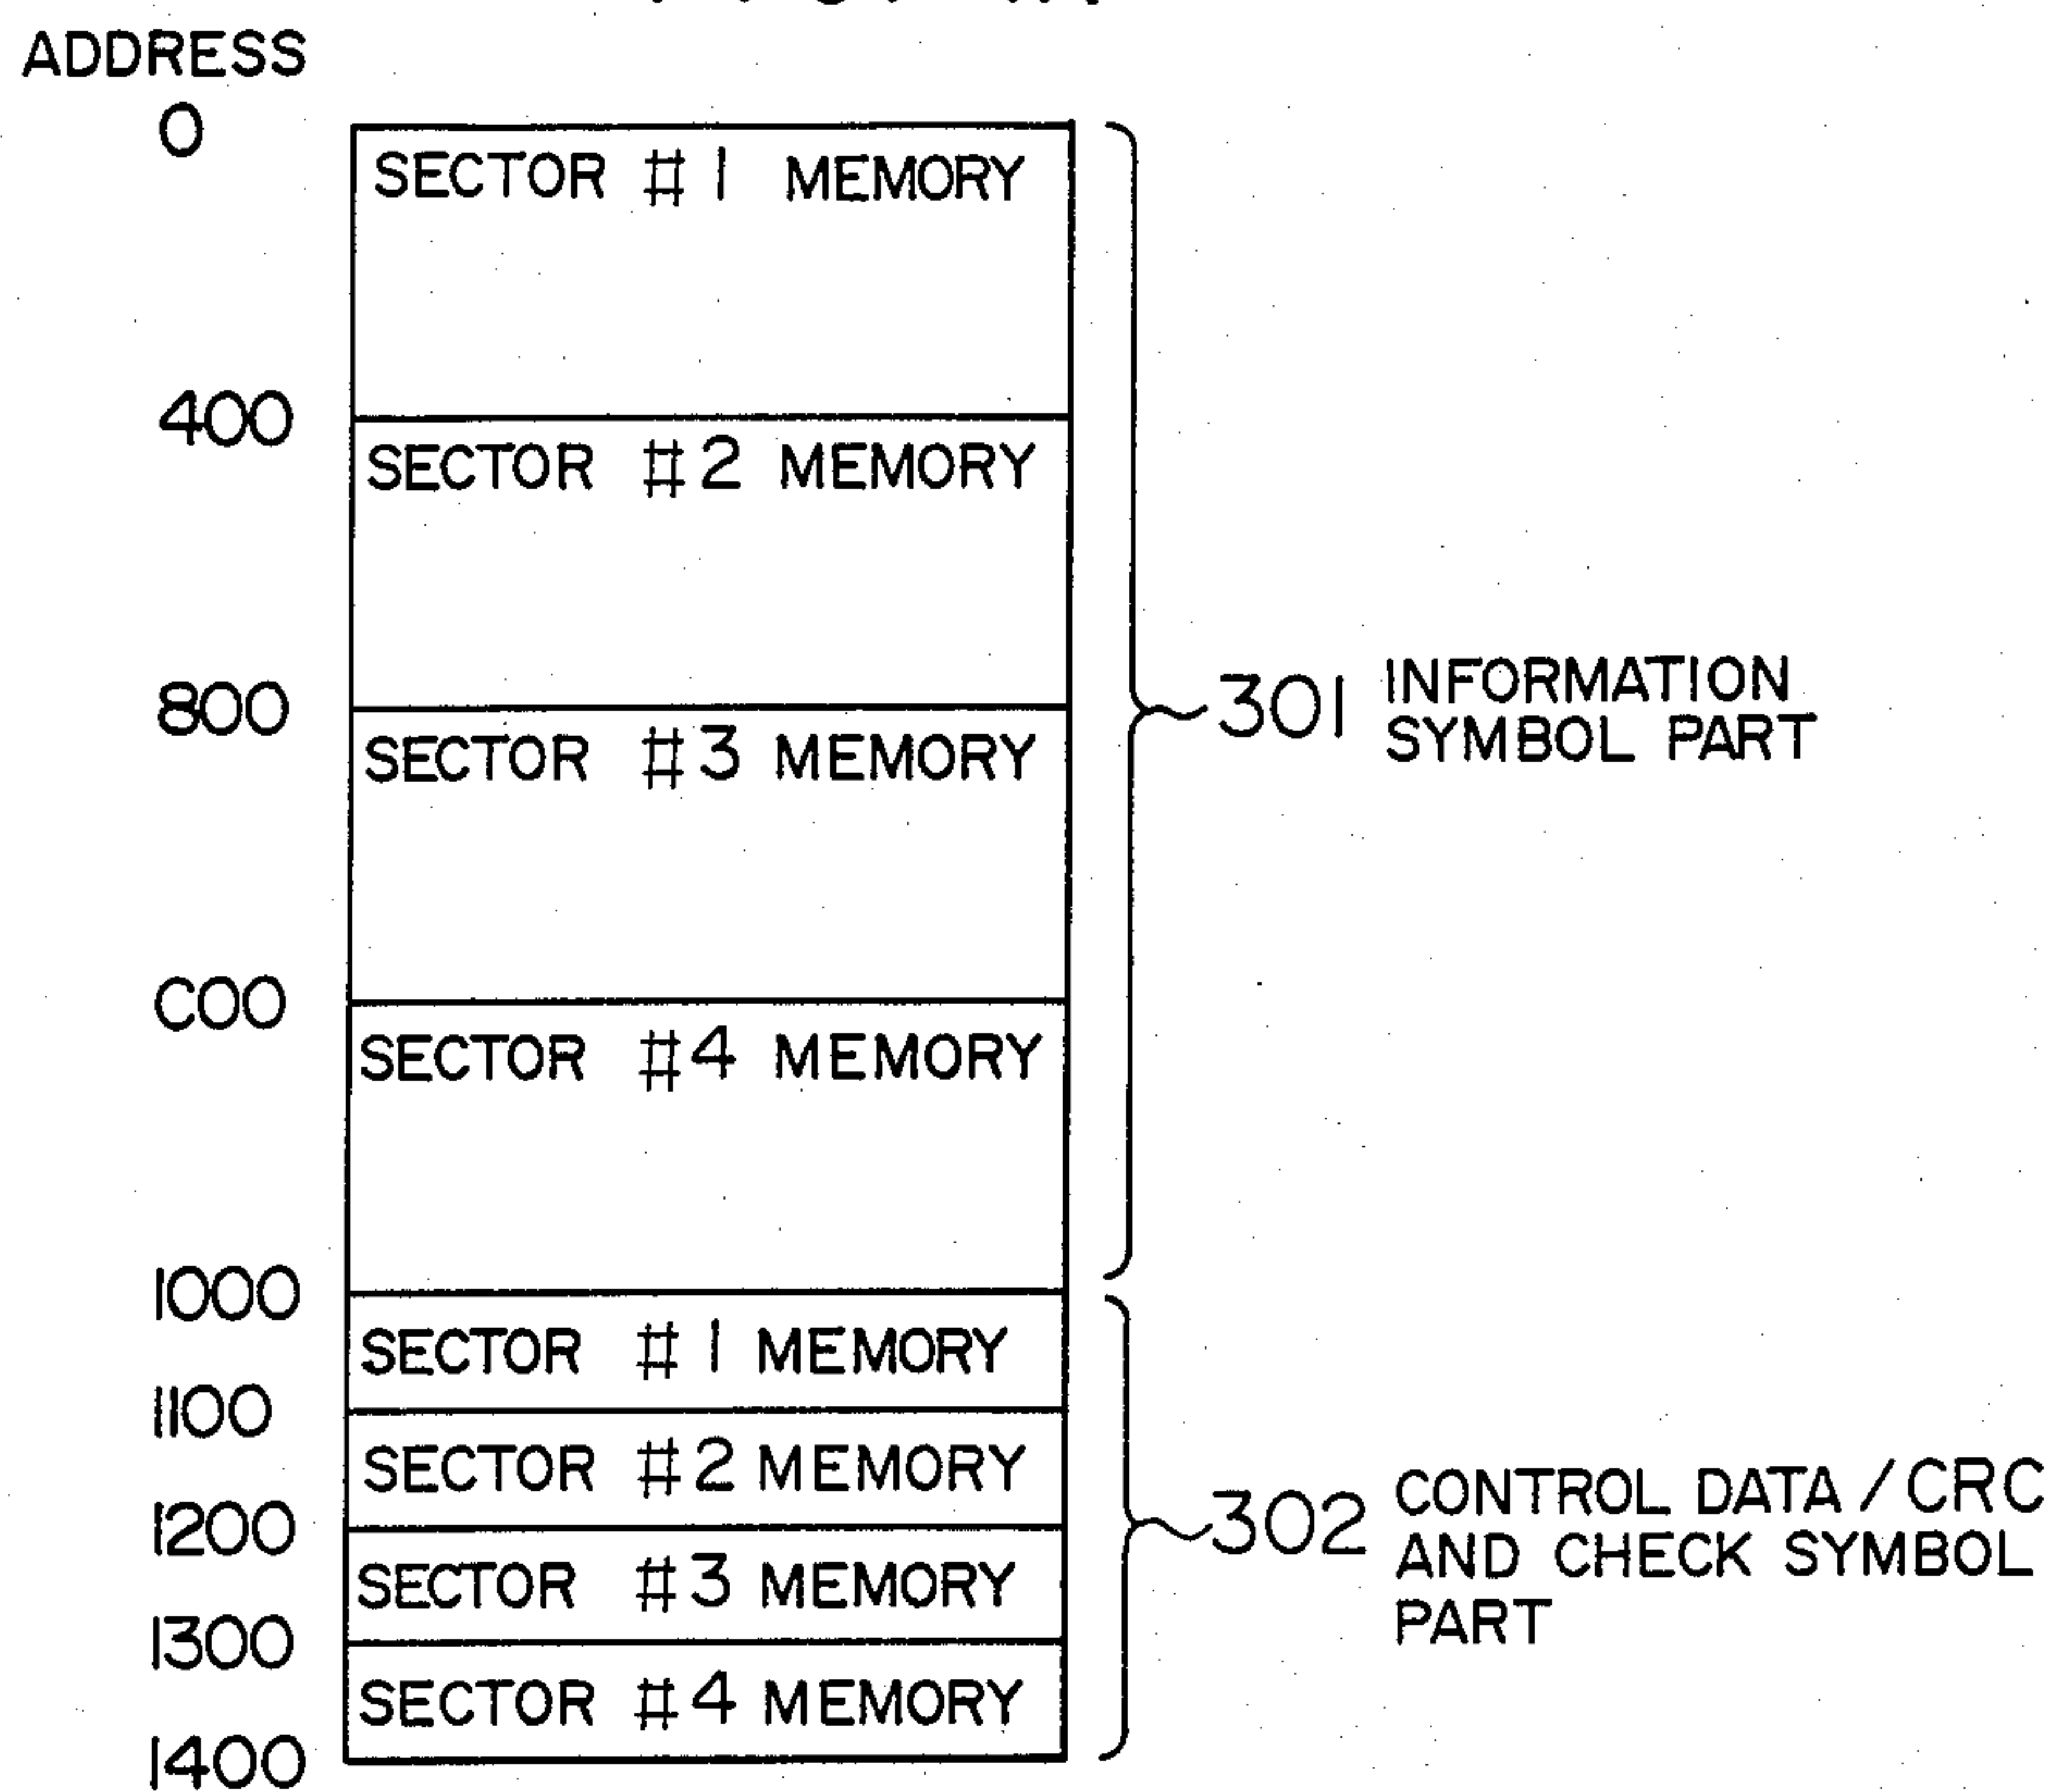 ADDRESS
0
SECTOR #1 MEMORY
400
SECTOR #2 MEMORY
800
SECTOR #3 MEMORY
301 INFORMATION
SYMBOL PART
C00
SECTOR #4 MEMORY
1000
SECTOR #1 MEMORY
1100
SECTOR #2 MEMORY
1200
SECTOR #3 MEMORY
302 CONTROL DATA/CRC
AND CHECK SYMBOL
PART
1300
SECTOR #4 MEMORY
1400